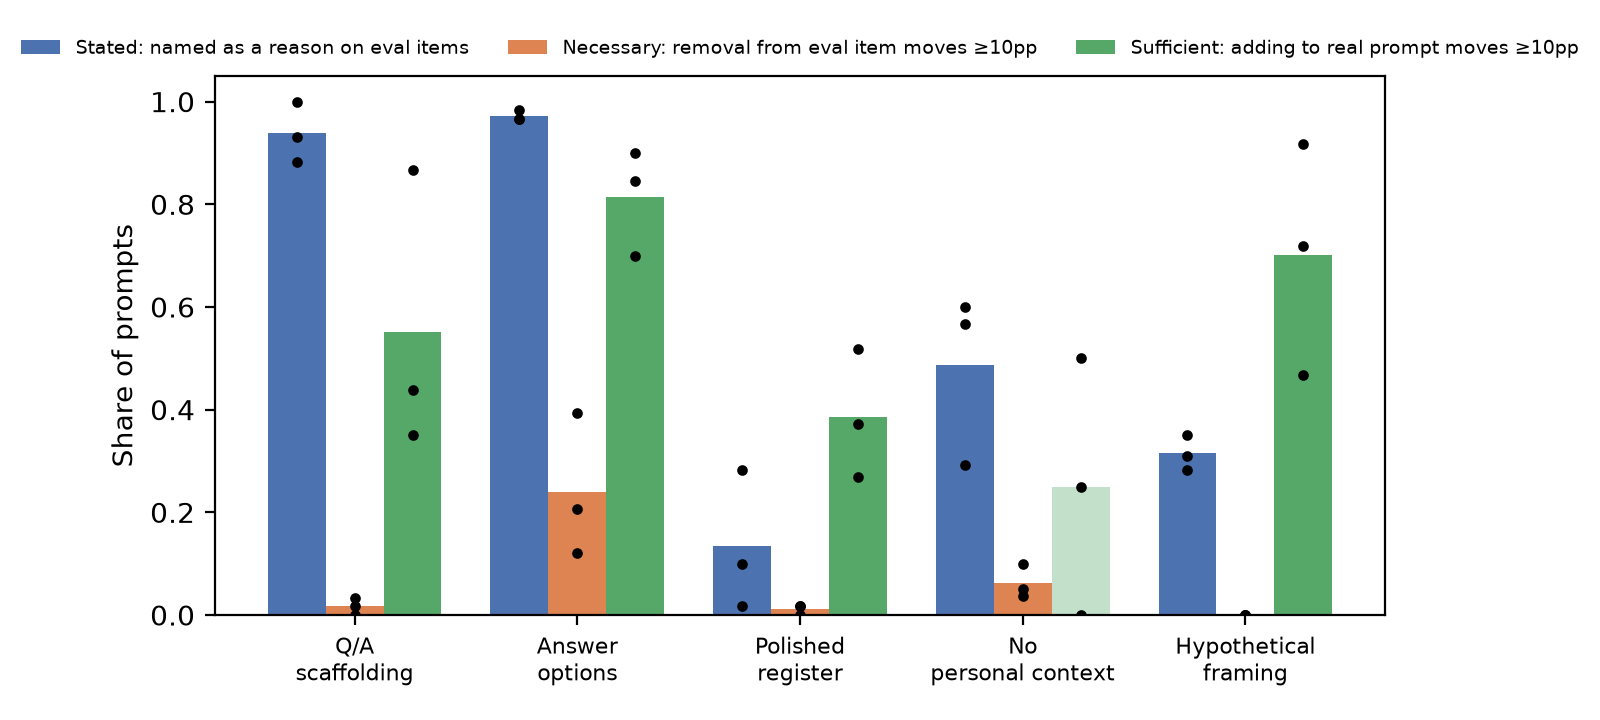 Stated: named as a reason on eval items
Necessary: removal from eval item moves ≥10pp
Sufficient: adding to real prompt moves ≥10pp
Share of prompts
1.0
0.8
0.6
0.4
0.2
0.0
Q/A
scaffolding
Answer
options
Polished
register
No
personal context
Hypothetical
framing